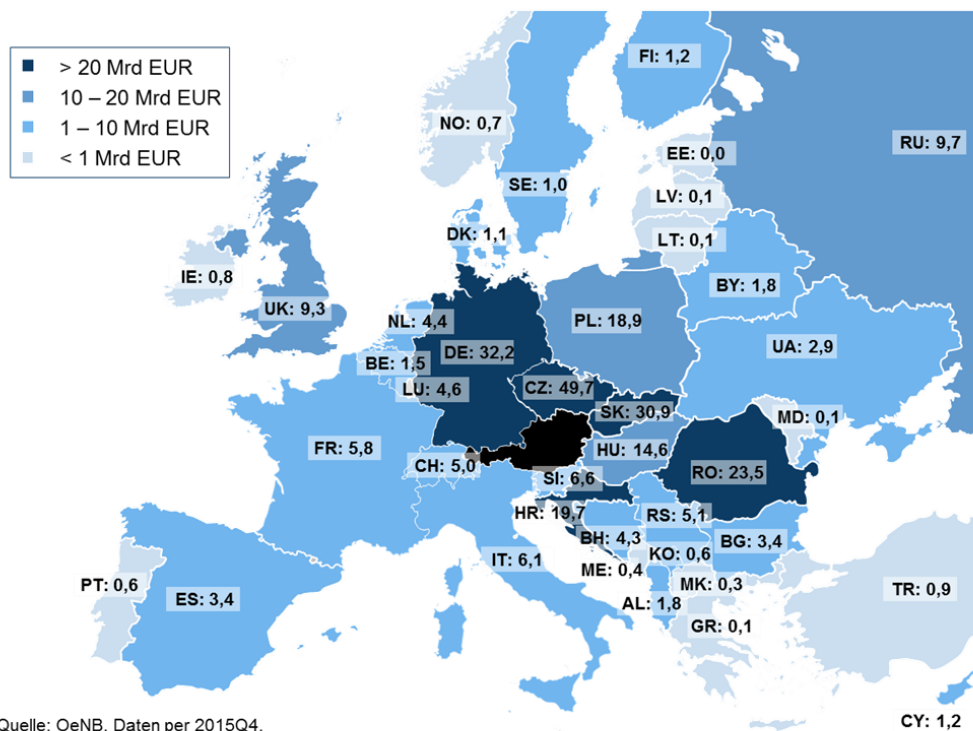 > 20 Mrd EUR
10 – 20 Mrd EUR
1 – 10 Mrd EUR
< 1 Mrd EUR
FI: 1,2
NO: 0,7
RU: 9,7
EE: 0,0
SE: 1,0
LV: 0,1
DK: 1,1
LT: 0,1
IE: 0,8
BY: 1,8
UK: 9,3
NL: 4,4
PL: 18,9
DE: 32,2
UA: 2,9
BE: 1,5
LU: 4,6
CZ: 49,7
SK: 30,9
MD: 0,1
FR: 5,8
HU: 14,6
CH: 5,0
RO: 23,5
SI: 6,6
HR: 19,7
RS: 5,1
BH: 4,3
BG: 3,4
IT: 6,1
KO: 0,6
ME: 0,4
PT: 0,6
MK: 0,3
TR: 0,9
ES: 3,4
AL: 1,8
GR: 0,1
CY: 1,2
Quelle: OeNB. Daten per 2015Q4.